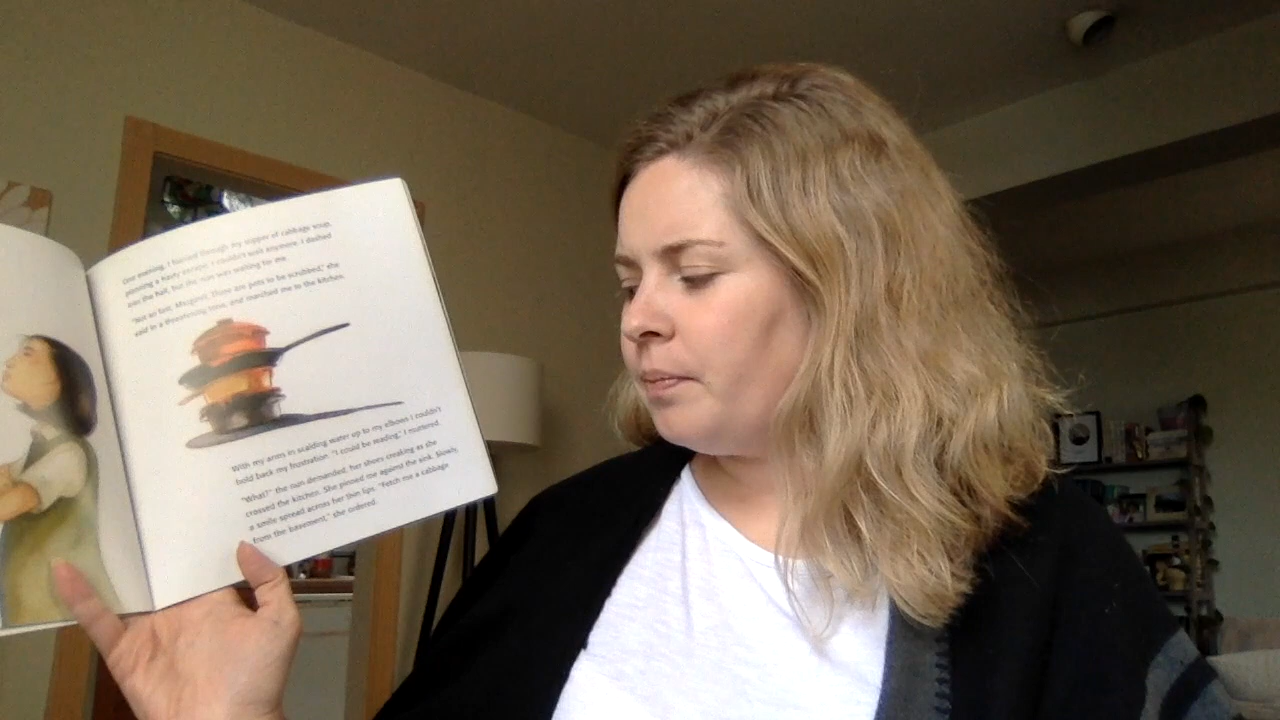 One evening, I hurried through my supper of cabbage soup,
planning a hasty escape. I couldn't wait anymore. I dashed
into the hall, but the nun was waiting for me.
"Not so fast, Margaret. There are pots to be scrubbed," she
said in a threatening tone, and marched me to the kitchen.
With my arms in scalding water up to my elbows I couldn't
hold back my frustration. "I could be reading," I muttered.
"What?" the nun demanded, her shoes creaking as she
crossed the kitchen. She pinned me against the sink. Slowly,
a smile spread across her thin lips. "Fetch me a cabbage
from the basement," she ordered.